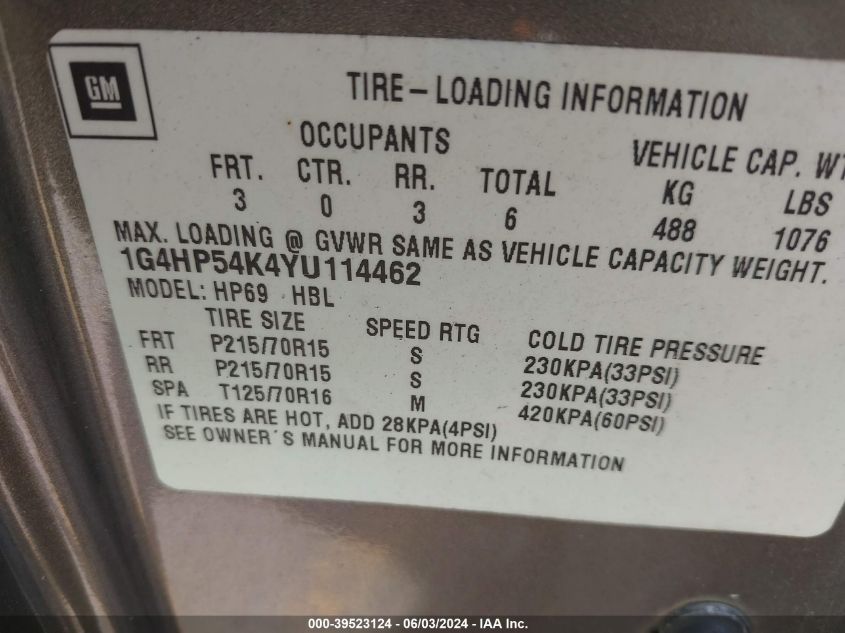 GM
TIRE-LOADING INFORMATION
OCCUPANTS VEHICLE CAP. WT
FRT. CTR. RR. TOTAL KG LBS
3 0 3 6 488 1076
MAX. LOADING @ GVWR SAME AS VEHICLE CAPACITY WEIGHT.
1G4HP54K4YU114462
MODEL: HP69 HBL
TIRE SIZE SPEED RTG COLD TIRE PRESSURE
FRT P215/70R15 S 230KPA(33PSI)
RR P215/70R15 S 230KPA(33PSI)
SPA T125/70R16 M 420KPA(60PSI)
IF TIRES ARE HOT, ADD 28KPA(4PSI)
SEE OWNER´S MANUAL FOR MORE INFORMATION
000-39523124 - 06/03/2024 - IAA Inc.